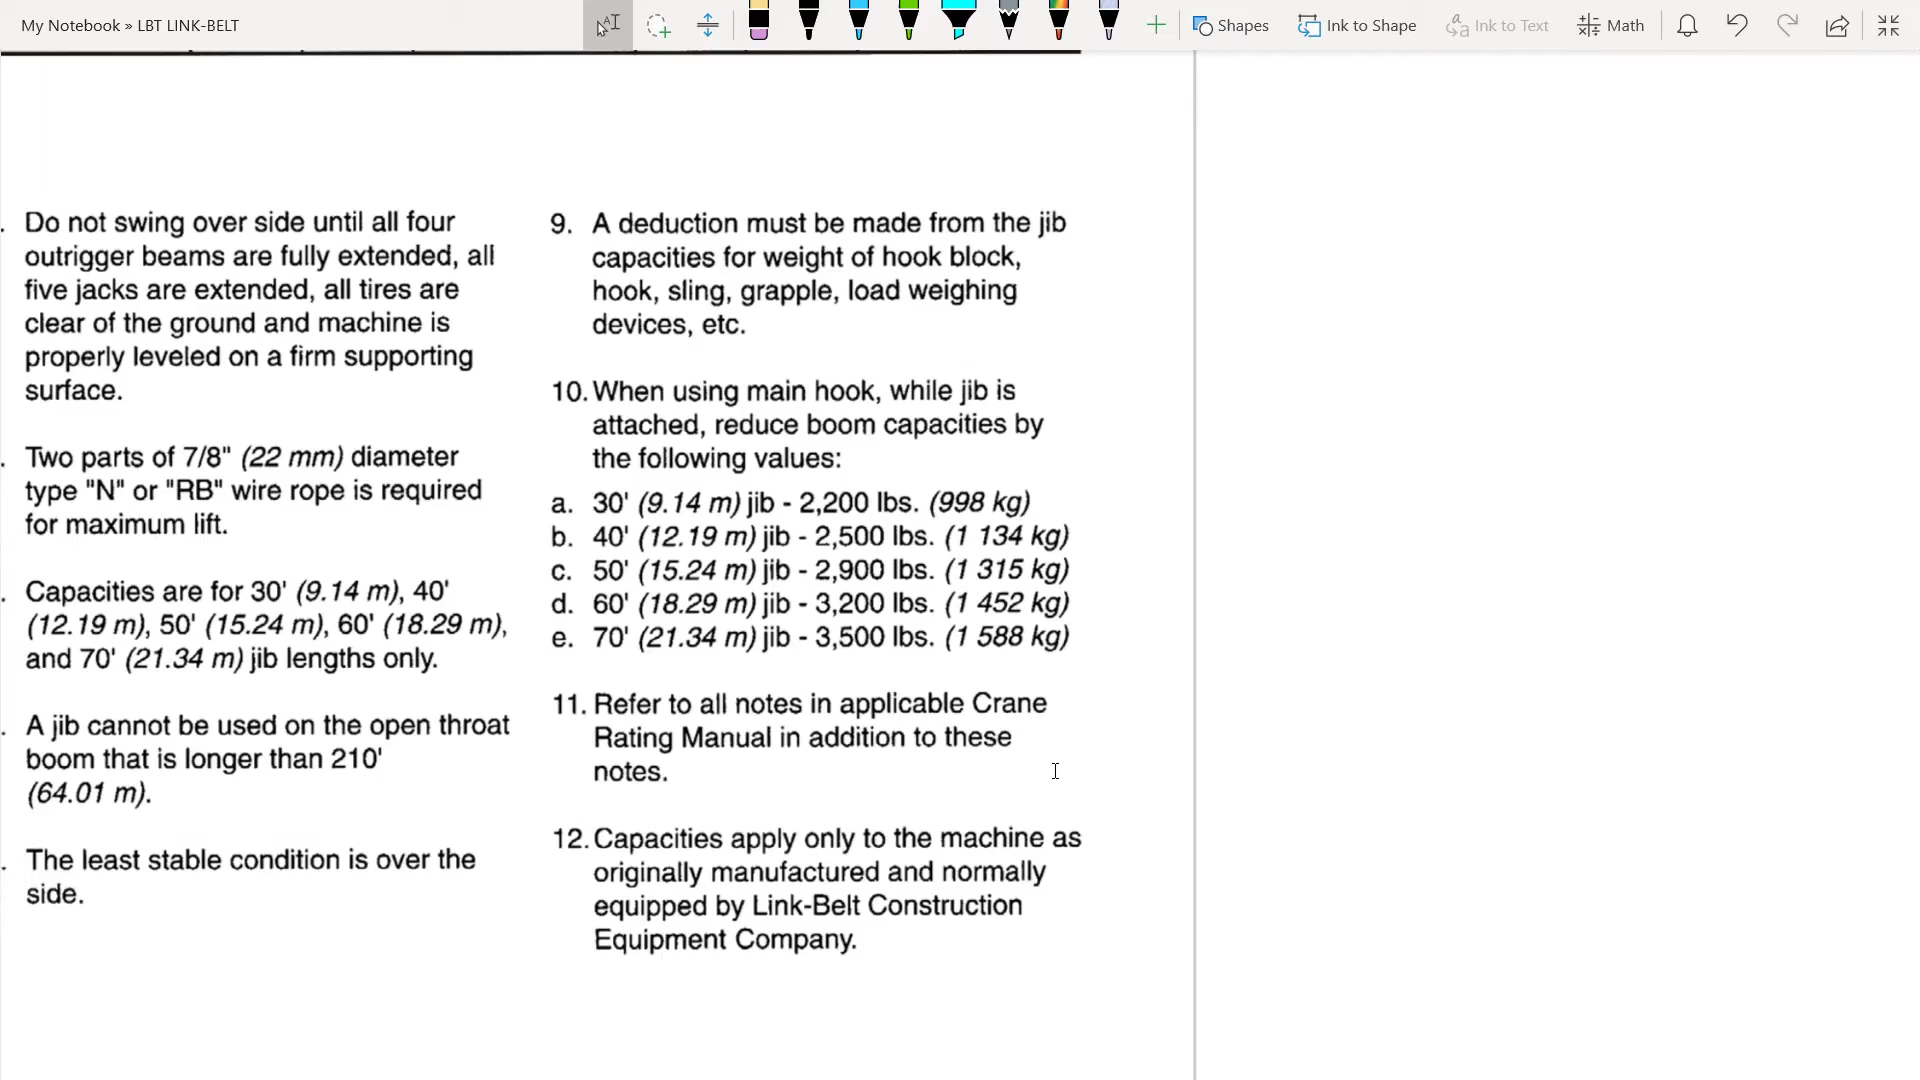 My Notebook » LBT LINK-BELT
Shapes
Ink to Shape
Ink to Text
Math
. Do not swing over side until all four
outrigger beams are fully extended, all
five jacks are extended, all tires are
clear of the ground and machine is
properly leveled on a firm supporting
surface.
. Two parts of 7/8" (22 mm) diameter
type "N" or "RB" wire rope is required
for maximum lift.
. Capacities are for 30' (9.14 m), 40'
(12.19 m), 50' (15.24 m), 60' (18.29 m),
and 70' (21.34 m) jib lengths only.
. A jib cannot be used on the open throat
boom that is longer than 210'
(64.01 m).
. The least stable condition is over the
side.
9. A deduction must be made from the jib
capacities for weight of hook block,
hook, sling, grapple, load weighing
devices, etc.
10. When using main hook, while jib is
attached, reduce boom capacities by
the following values:
a. 30' (9.14 m) jib - 2,200 lbs. (998 kg)
b. 40' (12.19 m) jib - 2,500 lbs. (1 134 kg)
c. 50' (15.24 m) jib - 2,900 lbs. (1 315 kg)
d. 60' (18.29 m) jib - 3,200 lbs. (1 452 kg)
e. 70' (21.34 m) jib - 3,500 lbs. (1 588 kg)
11. Refer to all notes in applicable Crane
Rating Manual in addition to these
notes.
12. Capacities apply only to the machine as
originally manufactured and normally
equipped by Link-Belt Construction
Equipment Company.